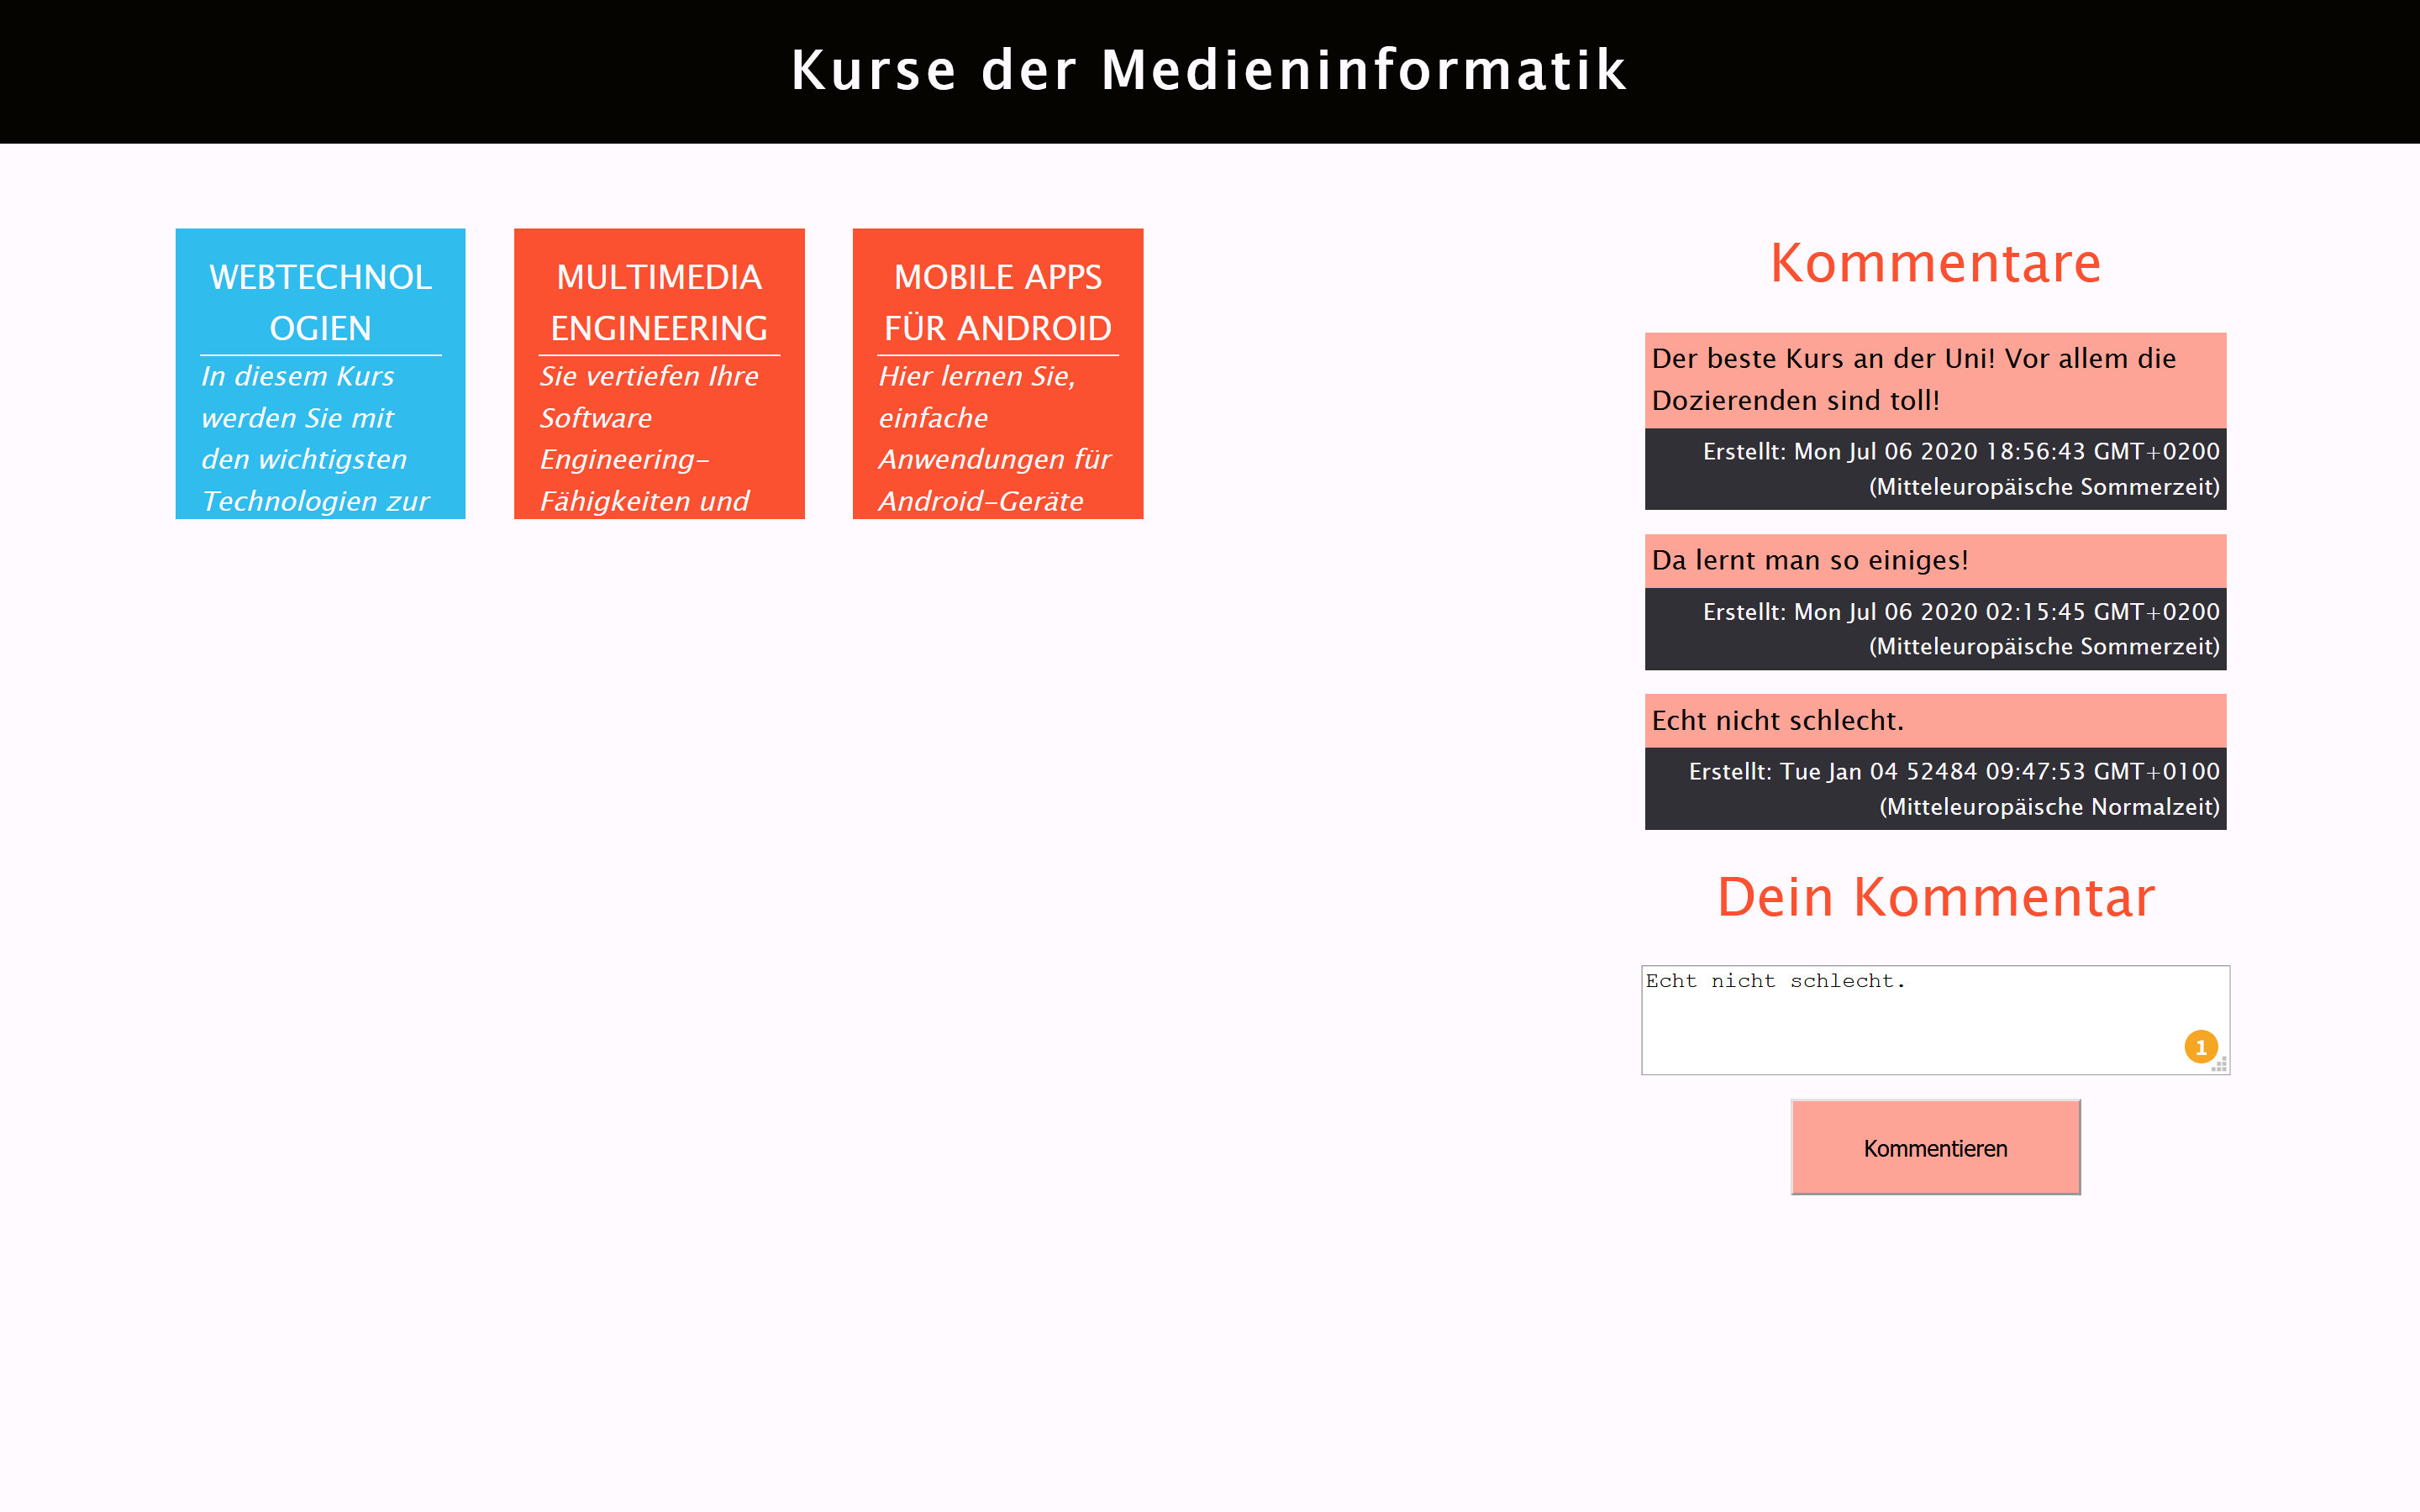 Kurse der Medieninformatik
WEBTECHNOL
OGIEN
In diesem Kurs
werden Sie mit
den wichtigsten
Technologien zur
MULTIMEDIA
ENGINEERING
Sie vertiefen Ihre
Software
Engineering-
Fähigkeiten und
MOBILE APPS
FÜR ANDROID
Hier lernen Sie,
einfache
Anwendungen für
Android-Geräte
Kommentare
Der beste Kurs an der Uni! Vor allem die
Dozierenden sind toll!
Erstellt: Mon Jul 06 2020 18:56:43 GMT+0200
(Mitteleuropäische Sommerzeit)
Da lernt man so einiges!
Erstellt: Mon Jul 06 2020 02:15:45 GMT+0200
(Mitteleuropäische Sommerzeit)
Echt nicht schlecht.
Erstellt: Tue Jan 04 52484 09:47:53 GMT+0100
(Mitteleuropäische Normalzeit)
Dein Kommentar
Echt nicht schlecht.
1
Kommentieren